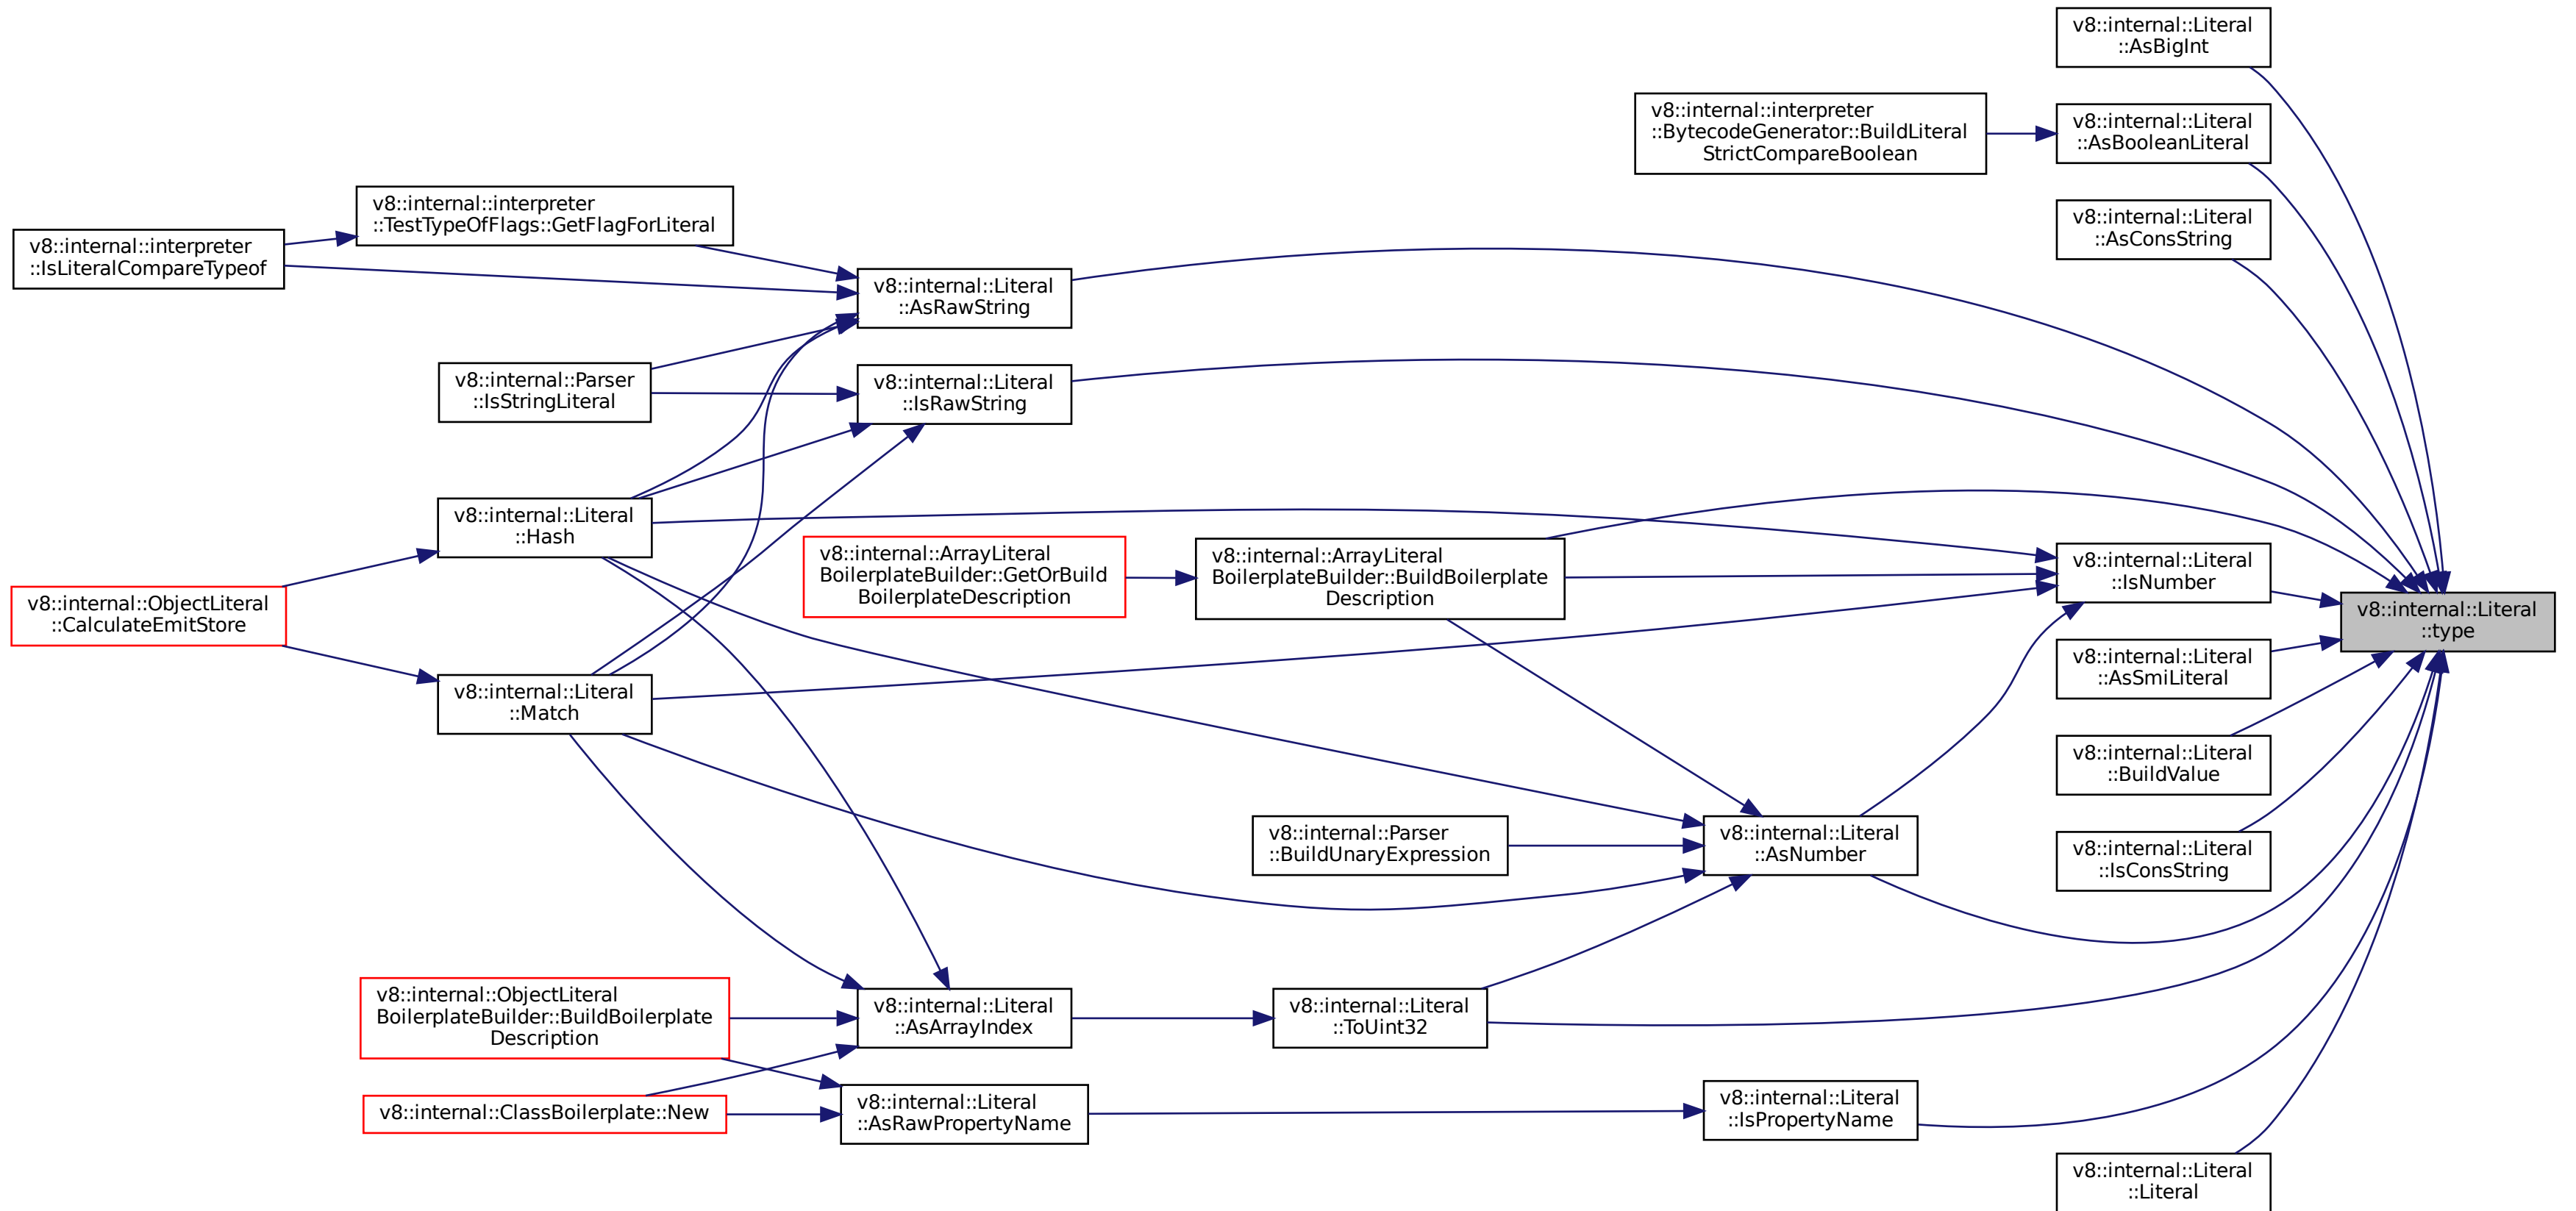 v8::internal::Literal
::AsBigInt
v8::internal::interpreter
::BytecodeGenerator::BuildLiteral
StrictCompareBoolean
v8::internal::Literal
::AsBooleanLiteral
v8::internal::Literal
::AsConsString
v8::internal::interpreter
::TestTypeOfFlags::GetFlagForLiteral
v8::internal::interpreter
::IsLiteralCompareTypeof
v8::internal::Literal
::AsRawString
v8::internal::Parser
::IsStringLiteral
v8::internal::Literal
::IsRawString
v8::internal::Literal
::Hash
v8::internal::ArrayLiteral
BoilerplateBuilder::GetOrBuild
BoilerplateDescription
v8::internal::ArrayLiteral
BoilerplateBuilder::BuildBoilerplate
Description
v8::internal::Literal
::IsNumber
v8::internal::Literal
::type
v8::internal::ObjectLiteral
::CalculateEmitStore
v8::internal::Literal
::AsSmiLiteral
v8::internal::Literal
::Match
v8::internal::Literal
::BuildValue
v8::internal::Parser
::BuildUnaryExpression
v8::internal::Literal
::AsNumber
v8::internal::Literal
::IsConsString
v8::internal::ObjectLiteral
BoilerplateBuilder::BuildBoilerplate
Description
v8::internal::Literal
::AsArrayIndex
v8::internal::Literal
::ToUint32
v8::internal::ClassBoilerplate::New
v8::internal::Literal
::AsRawPropertyName
v8::internal::Literal
::IsPropertyName
v8::internal::Literal
::Literal